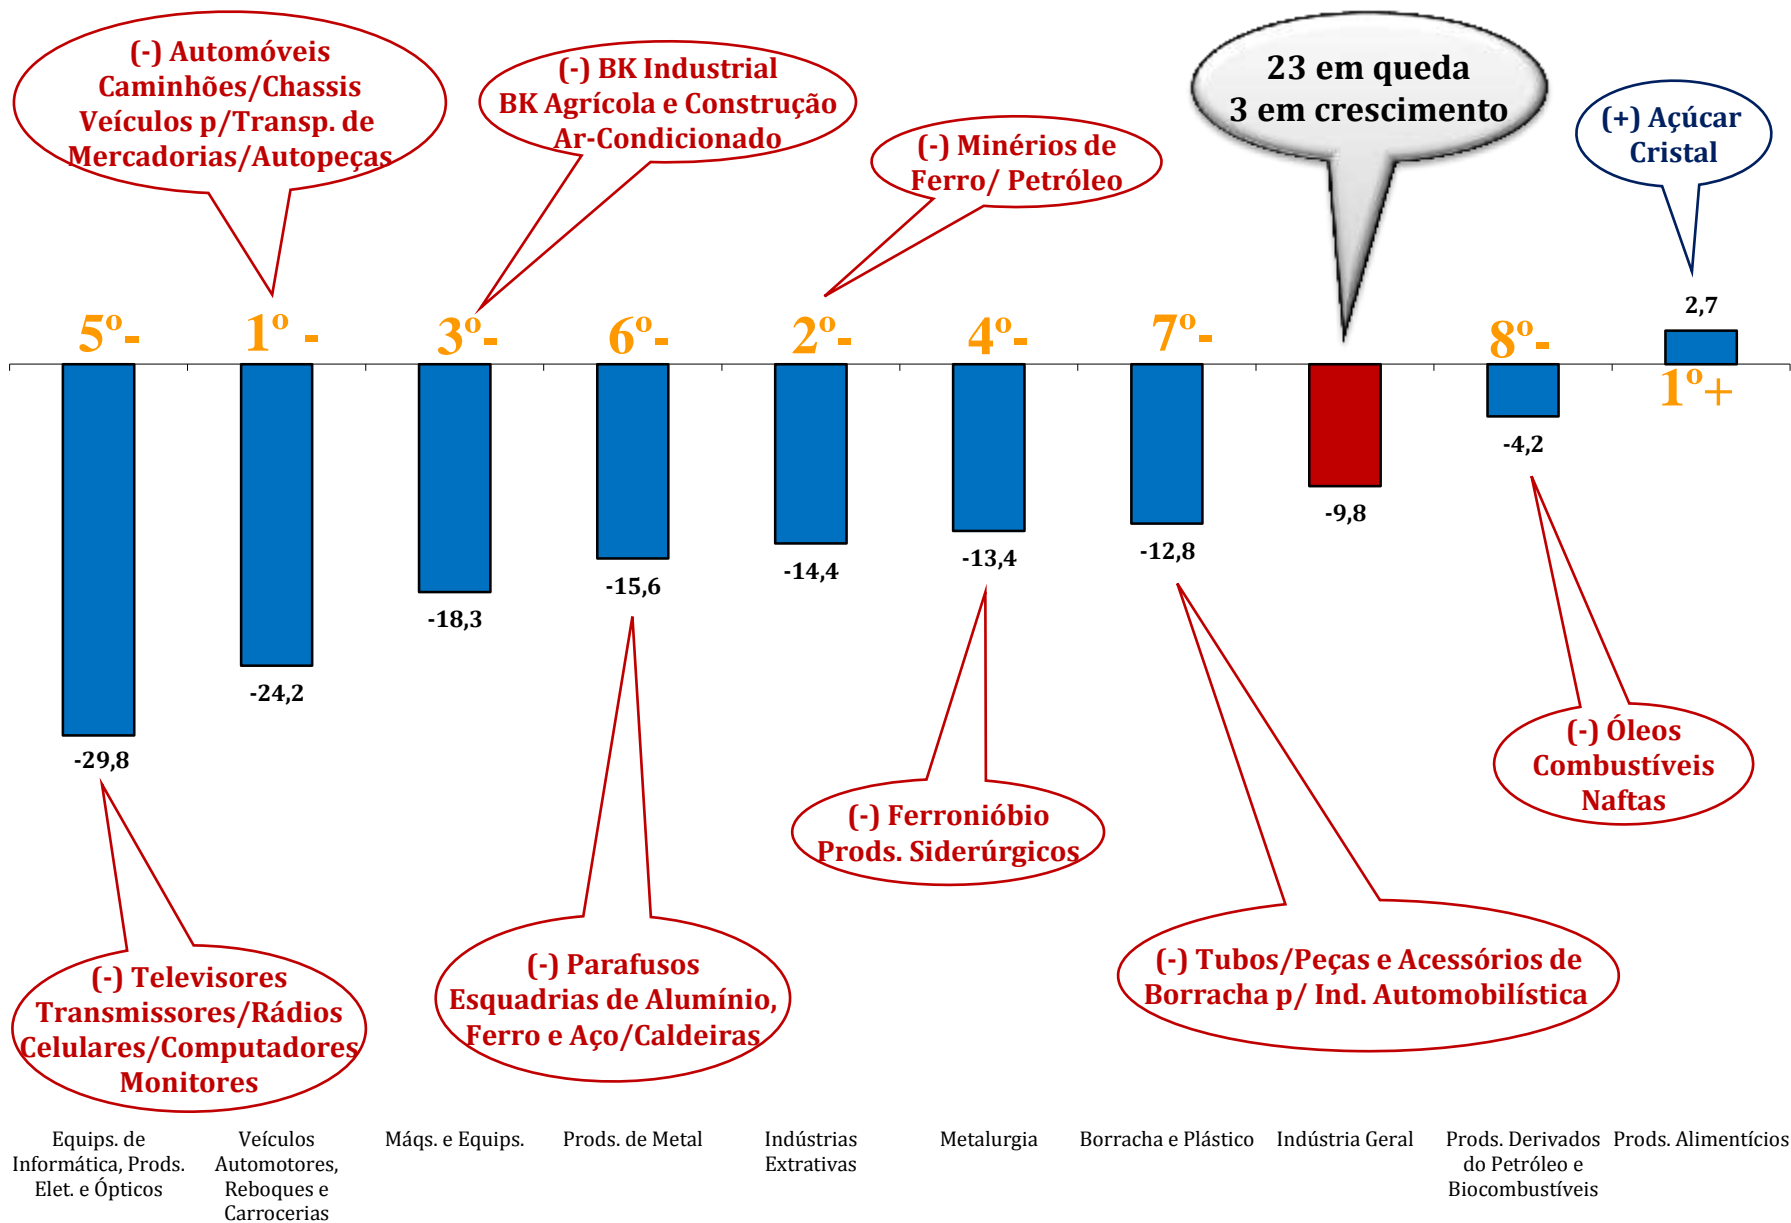 (-) Automóveis
Caminhões/Chassis
Veículos p/Transp. de
Mercadorias/Autopeças
(-) BK Industrial
BK Agrícola e Construção
Ar-Condicionado
(-) Minérios de
Ferro/ Petróleo
23 em queda
3 em crescimento
(+) Açúcar
Cristal
5º-
1º -
3º-
6º-
2º-
4º-
7º-
8º-
2,7
1º+
-29,8
-24,2
-18,3
-15,6
-14,4
-13,4
-12,8
-9,8
-4,2
(-) Televisores
Transmissores/Rádios
Celulares/Computadores
Monitores
(-) Parafusos
Esquadrias de Alumínio,
Ferro e Aço/Caldeiras
(-) Ferronióbio
Prods. Siderúrgicos
(-) Tubos/Peças e Acessórios de
Borracha p/ Ind. Automobilística
(-) Óleos
Combustíveis
Naftas
Equips. de
Informática, Prods.
Elet. e Ópticos
Veículos
Automotores,
Reboques e
Carrocerias
Máqs. e Equips.
Prods. de Metal
Indústrias
Extrativas
Metalurgia
Borracha e Plástico
Indústria Geral
Prods. Derivados
do Petróleo e
Biocombustíveis
Prods. Alimentícios